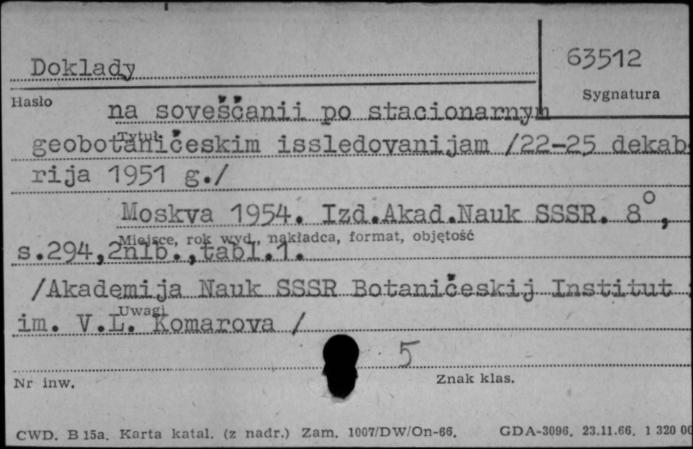 Doklady
63512
Hasło
Sygnatura
na soveščanii po stacionarnym
Tytuł
geobotaničeskim issledovanijam /22-25 dekab
rija 1951 g./
Moskva 1954. Izd.Akad.Nauk SSSR. 8°,
Miejsce, rok wyd., nakładca, format, objętość
s.294,2nlb.,tabl.1.
/Akademija Nauk SSSR Botaničeskij Institut
Uwagi
im. V.L. Komarova /
5
Nr inw.
Znak klas.
CWD. B 15a. Karta katal. (z nadr.) Zam. 1007/DW/On-66. GDA-3096. 23.11.66. 1 320 00